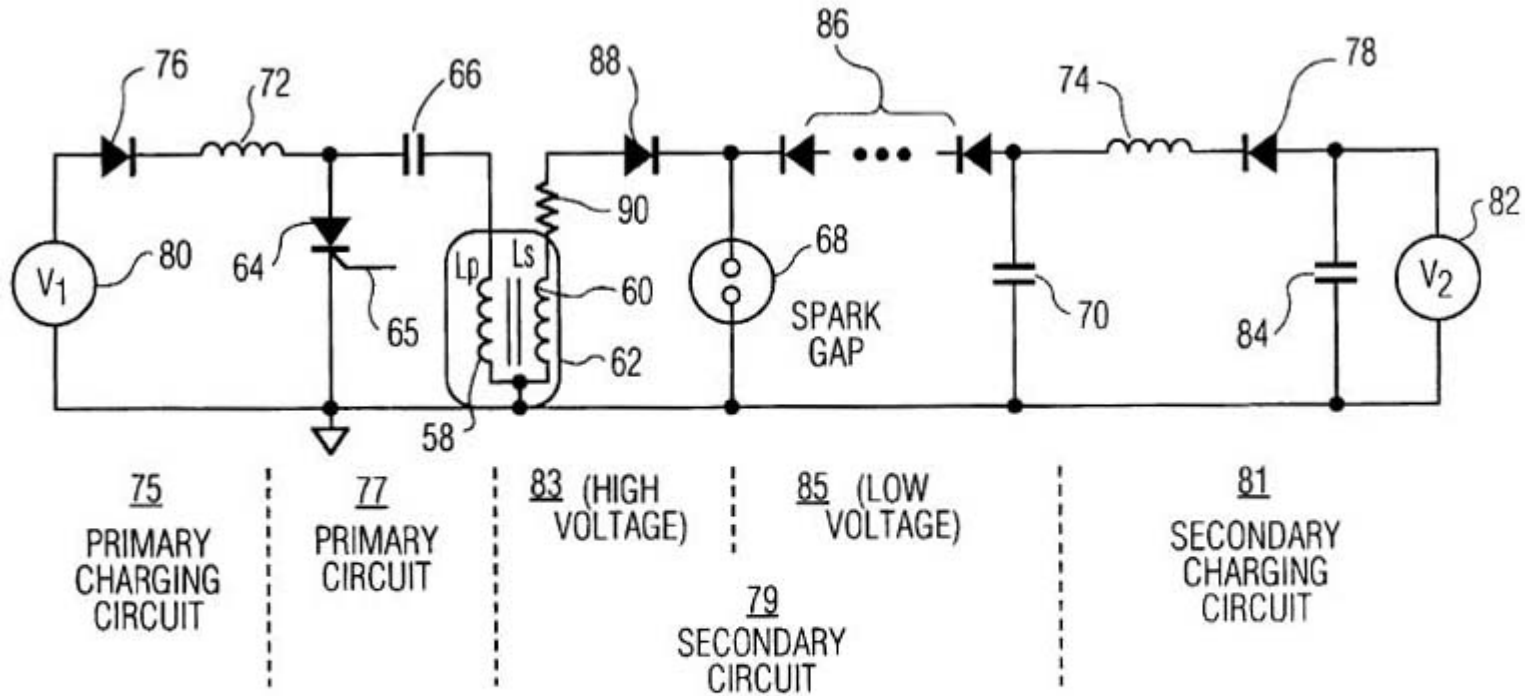 76
72
66
88
86
74
78
64
65
V1
80
Lp
Ls
90
60
62
58
68
SPARK
GAP
70
84
82
V2
75
PRIMARY
CHARGING
CIRCUIT
77
PRIMARY
CIRCUIT
83 (HIGH
VOLTAGE)
85 (LOW
VOLTAGE)
79
SECONDARY
CIRCUIT
81
SECONDARY
CHARGING
CIRCUIT